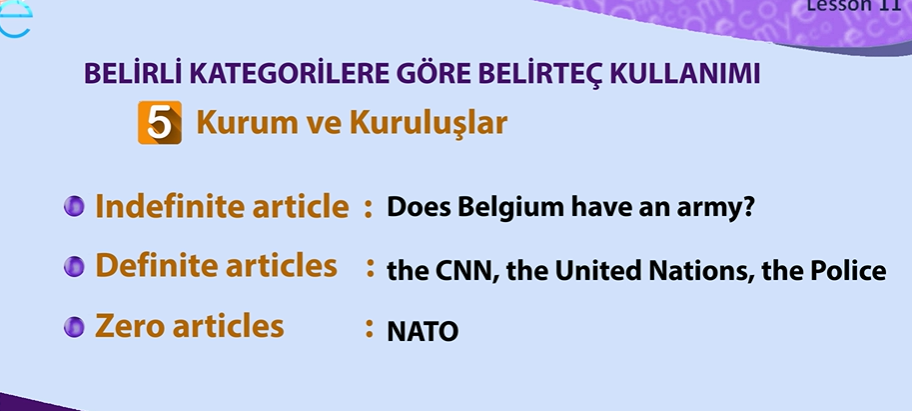 Lesson 11
BELİRLİ KATEGORİLERE GÖRE BELİRTEÇ KULLANIMI
5 Kurum ve Kuruluşlar
Indefinite article : Does Belgium have an army?
Definite articles : the CNN, the United Nations, the Police
Zero articles : NATO